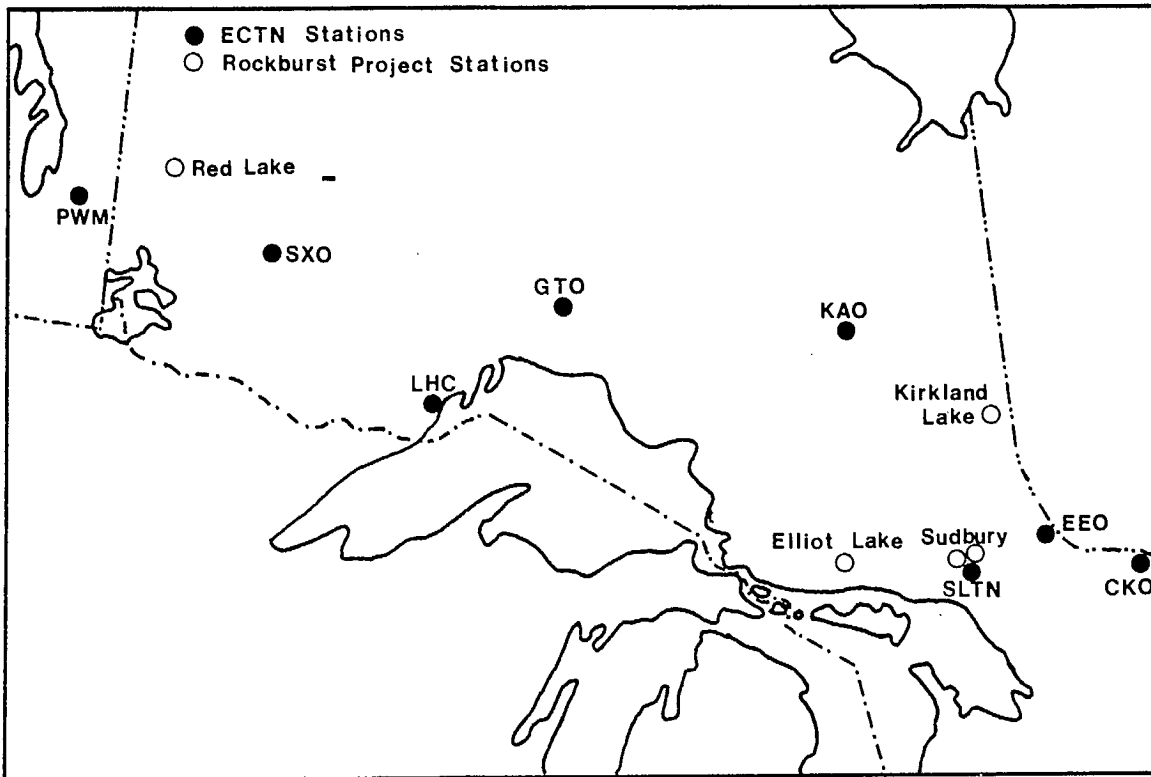 ECTN Stations
Rockburst Project Stations
Red Lake
PWM
SXO
GTO
KAO
LHC
Kirkland
Lake
EEO
Elliot Lake
Sudbury
SLTN
CKO